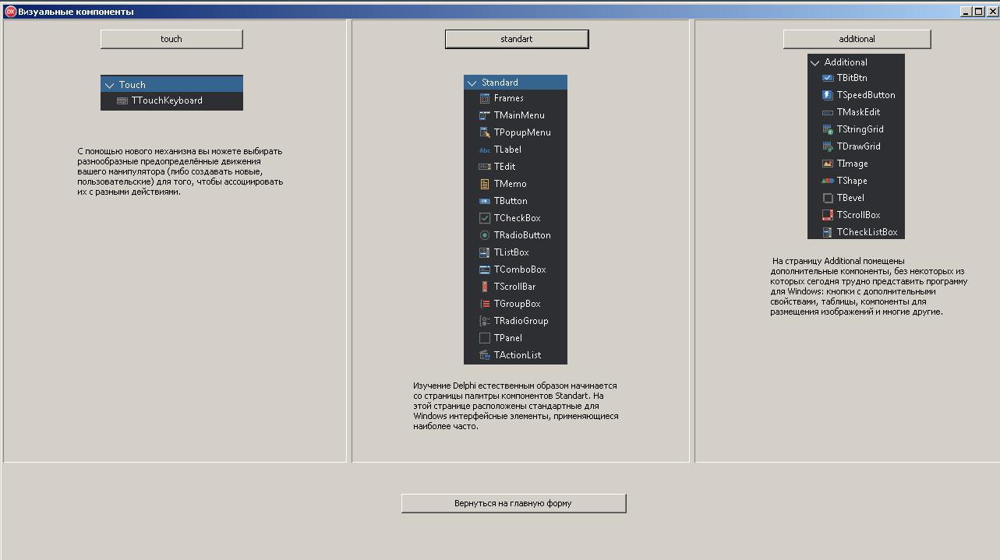 Визуальные компоненты
touch
Touch
TTouchKeyboard
С помощью нового механизма вы можете выбирать
разнообразные предопределённые движения
вашего манипулятора (либо создавать новые,
пользовательские) для того, чтобы ассоциировать
их с разными действиями.
standart
Standard
Frames
TMainMenu
TPopupMenu
Abc TLabel
TEdit
TMemo
OK TButton
TCheckBox
TRadioButton
TListBox
TComboBox
TScrollBar
TGroupBox
TRadioGroup
TPanel
TActionList
Изучение Delphi естественным образом начинается
со страницы палитры компонентов Standart. На
этой странице расположены стандартные для
Windows интерфейсные элементы, применяющиеся
наиболее часто.
additional
Additional
TBitBtn
TSpeedButton
TMaskEdit
TStringGrid
TDrawGrid
TImage
TShape
TBevel
TScrollBox
TCheckListBox
На страницу Additional помещены
дополнительные компоненты, без некоторых из
которых сегодня трудно представить программу
для Windows: кнопки с дополнительными
свойствами, таблицы, компоненты для
размещения изображений и многие другие.
Вернуться на главную форму